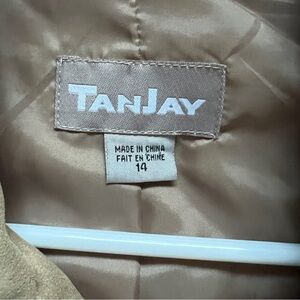 TANJAY
MADE IN CHINA
FAIT EN CHINE
14